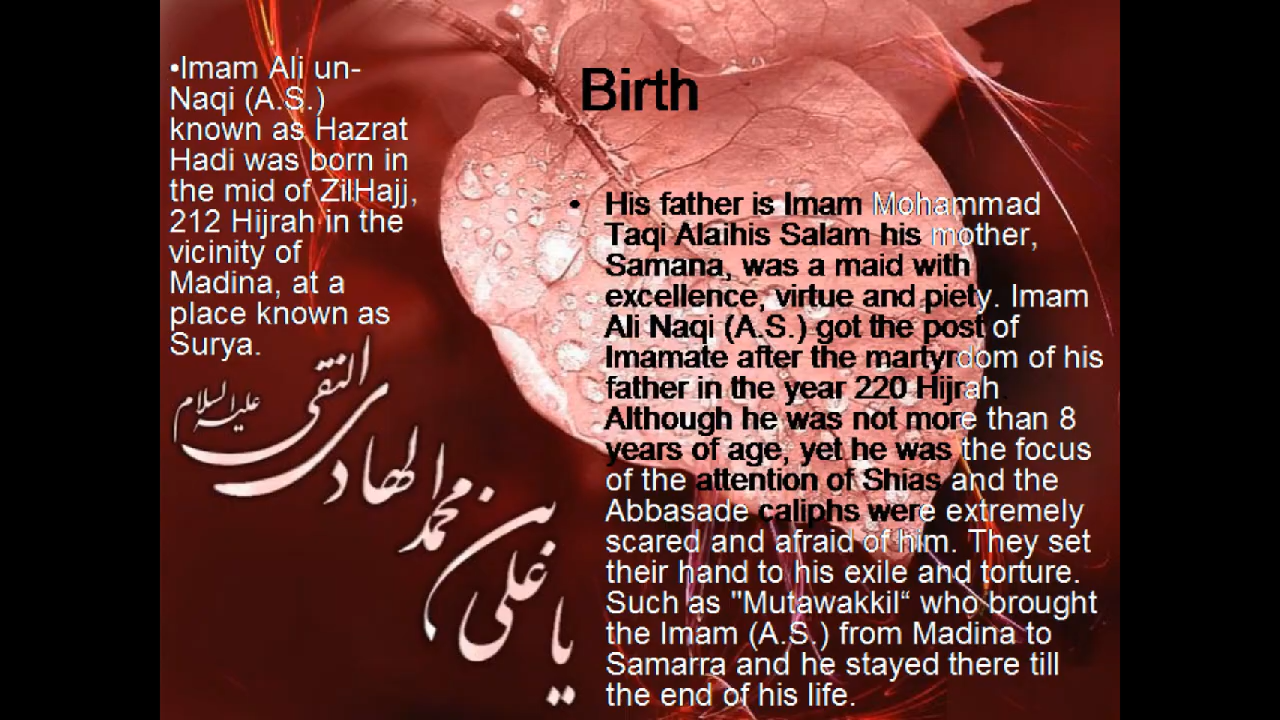 Birth
•Imam Ali un-
Naqi (A.S.)
known as Hazrat
Hadi was born in
the mid of ZilHajj,
212 Hijrah in the
vicinity of
Madina, at a
place known as
Surya.
يا علي بن محمد الهادي النقي عليه السلام
• His father is Imam Mohammad
Taqi Alaihis Salam his mother,
Samana, was a maid with
excellence, virtue and piety. Imam
Ali Naqi (A.S.) got the post of
Imamate after the martyrdom of his
father in the year 220 Hijrah
Although he was not more than 8
years of age, yet he was the focus
of the attention of Shias and the
Abbasade caliphs were extremely
scared and afraid of him. They set
their hand to his exile and torture.
Such as "Mutawakkil“ who brought
the Imam (A.S.) from Madina to
Samarra and he stayed there till
the end of his life.